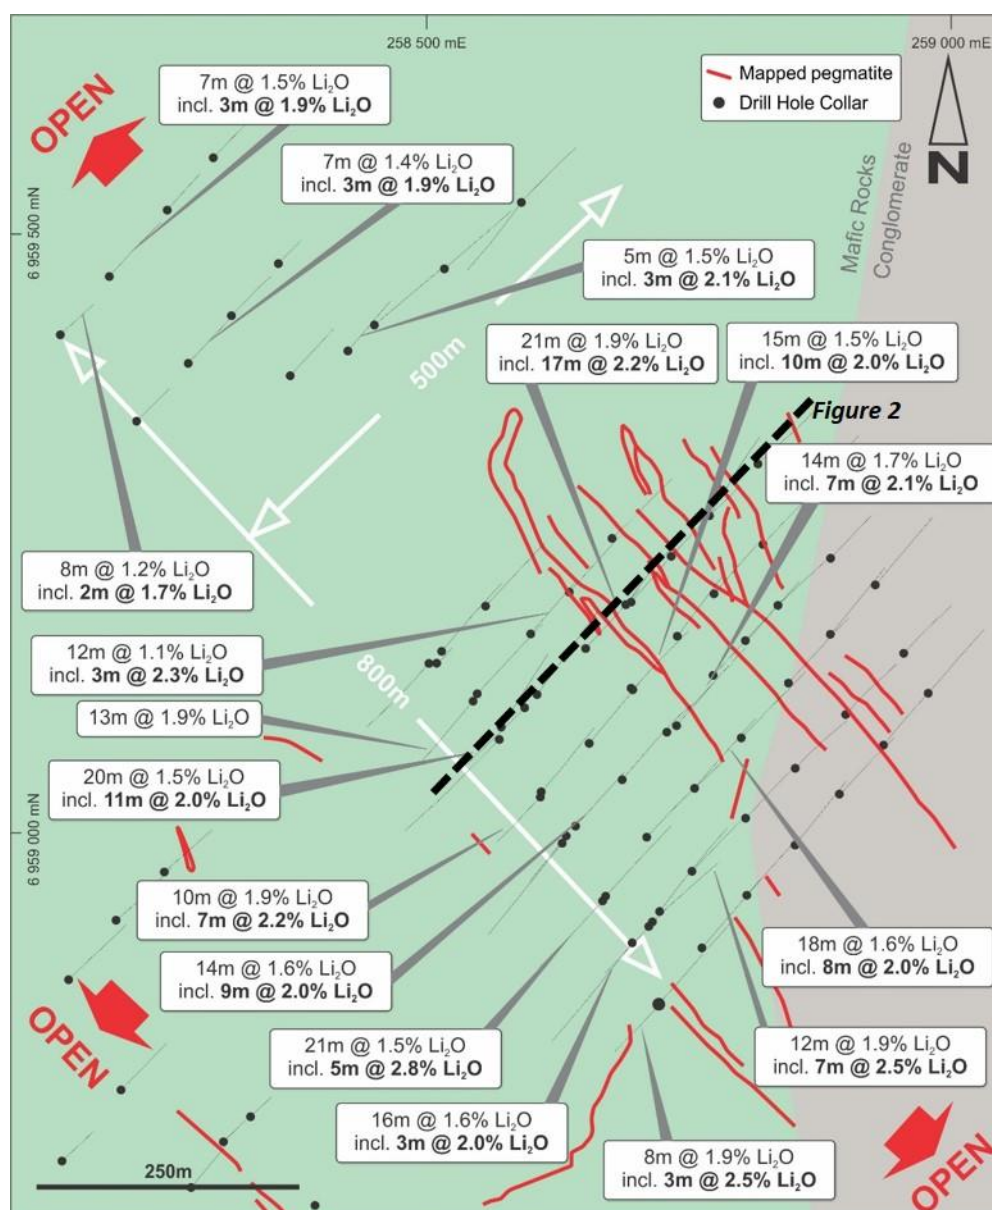 258 500 mE
259 000 mE
Mapped pegmatite
Drill Hole Collar
N
OPEN
7m @ 1.5% Li₂O
incl. 3m @ 1.9% Li₂O
7m @ 1.4% Li₂O
incl. 3m @ 1.9% Li₂O
6 959 500 mN
Mafic Rocks
Conglomerate
5m @ 1.5% Li₂O
incl. 3m @ 2.1% Li₂O
500m
21m @ 1.9% Li₂O
incl. 17m @ 2.2% Li₂O
15m @ 1.5% Li₂O
incl. 10m @ 2.0% Li₂O
Figure 2
14m @ 1.7% Li₂O
incl. 7m @ 2.1% Li₂O
8m @ 1.2% Li₂O
incl. 2m @ 1.7% Li₂O
12m @ 1.1% Li₂O
incl. 3m @ 2.3% Li₂O
800m
13m @ 1.9% Li₂O
20m @ 1.5% Li₂O
incl. 11m @ 2.0% Li₂O
6 959 000 mN
10m @ 1.9% Li₂O
incl. 7m @ 2.2% Li₂O
14m @ 1.6% Li₂O
incl. 9m @ 2.0% Li₂O
18m @ 1.6% Li₂O
incl. 8m @ 2.0% Li₂O
OPEN
21m @ 1.5% Li₂O
incl. 5m @ 2.8% Li₂O
12m @ 1.9% Li₂O
incl. 7m @ 2.5% Li₂O
16m @ 1.6% Li₂O
incl. 3m @ 2.0% Li₂O
8m @ 1.9% Li₂O
incl. 3m @ 2.5% Li₂O
OPEN
250m